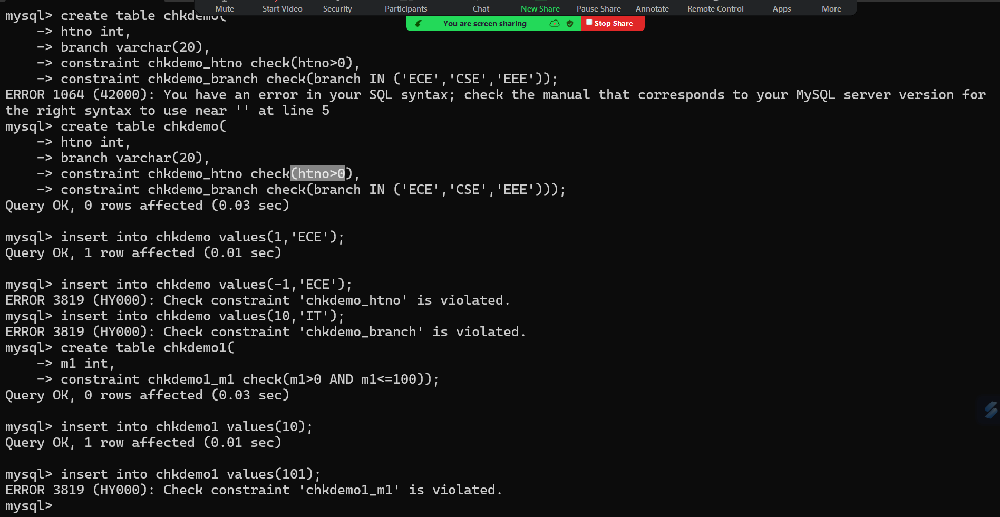 Mute Start Video Security Participants Chat New Share Pause Share Annotate Remote Control Apps More
You are screen sharing Stop Share
mysql> create table chkdemo(
    -> htno int,
    -> branch varchar(20),
    -> constraint chkdemo_htno check(htno>0),
    -> constraint chkdemo_branch check(branch IN ('ECE','CSE','EEE'));
ERROR 1064 (42000): You have an error in your SQL syntax; check the manual that corresponds to your MySQL server version for
the right syntax to use near '' at line 5
mysql> create table chkdemo(
    -> htno int,
    -> branch varchar(20),
    -> constraint chkdemo_htno check(htno>0),
    -> constraint chkdemo_branch check(branch IN ('ECE','CSE','EEE')));
Query OK, 0 rows affected (0.03 sec)

mysql> insert into chkdemo values(1,'ECE');
Query OK, 1 row affected (0.01 sec)

mysql> insert into chkdemo values(-1,'ECE');
ERROR 3819 (HY000): Check constraint 'chkdemo_htno' is violated.
mysql> insert into chkdemo values(10,'IT');
ERROR 3819 (HY000): Check constraint 'chkdemo_branch' is violated.
mysql> create table chkdemo1(
    -> m1 int,
    -> constraint chkdemo1_m1 check(m1>0 AND m1<=100));
Query OK, 0 rows affected (0.03 sec)

mysql> insert into chkdemo1 values(10);
Query OK, 1 row affected (0.01 sec)

mysql> insert into chkdemo1 values(101);
ERROR 3819 (HY000): Check constraint 'chkdemo1_m1' is violated.
mysql>